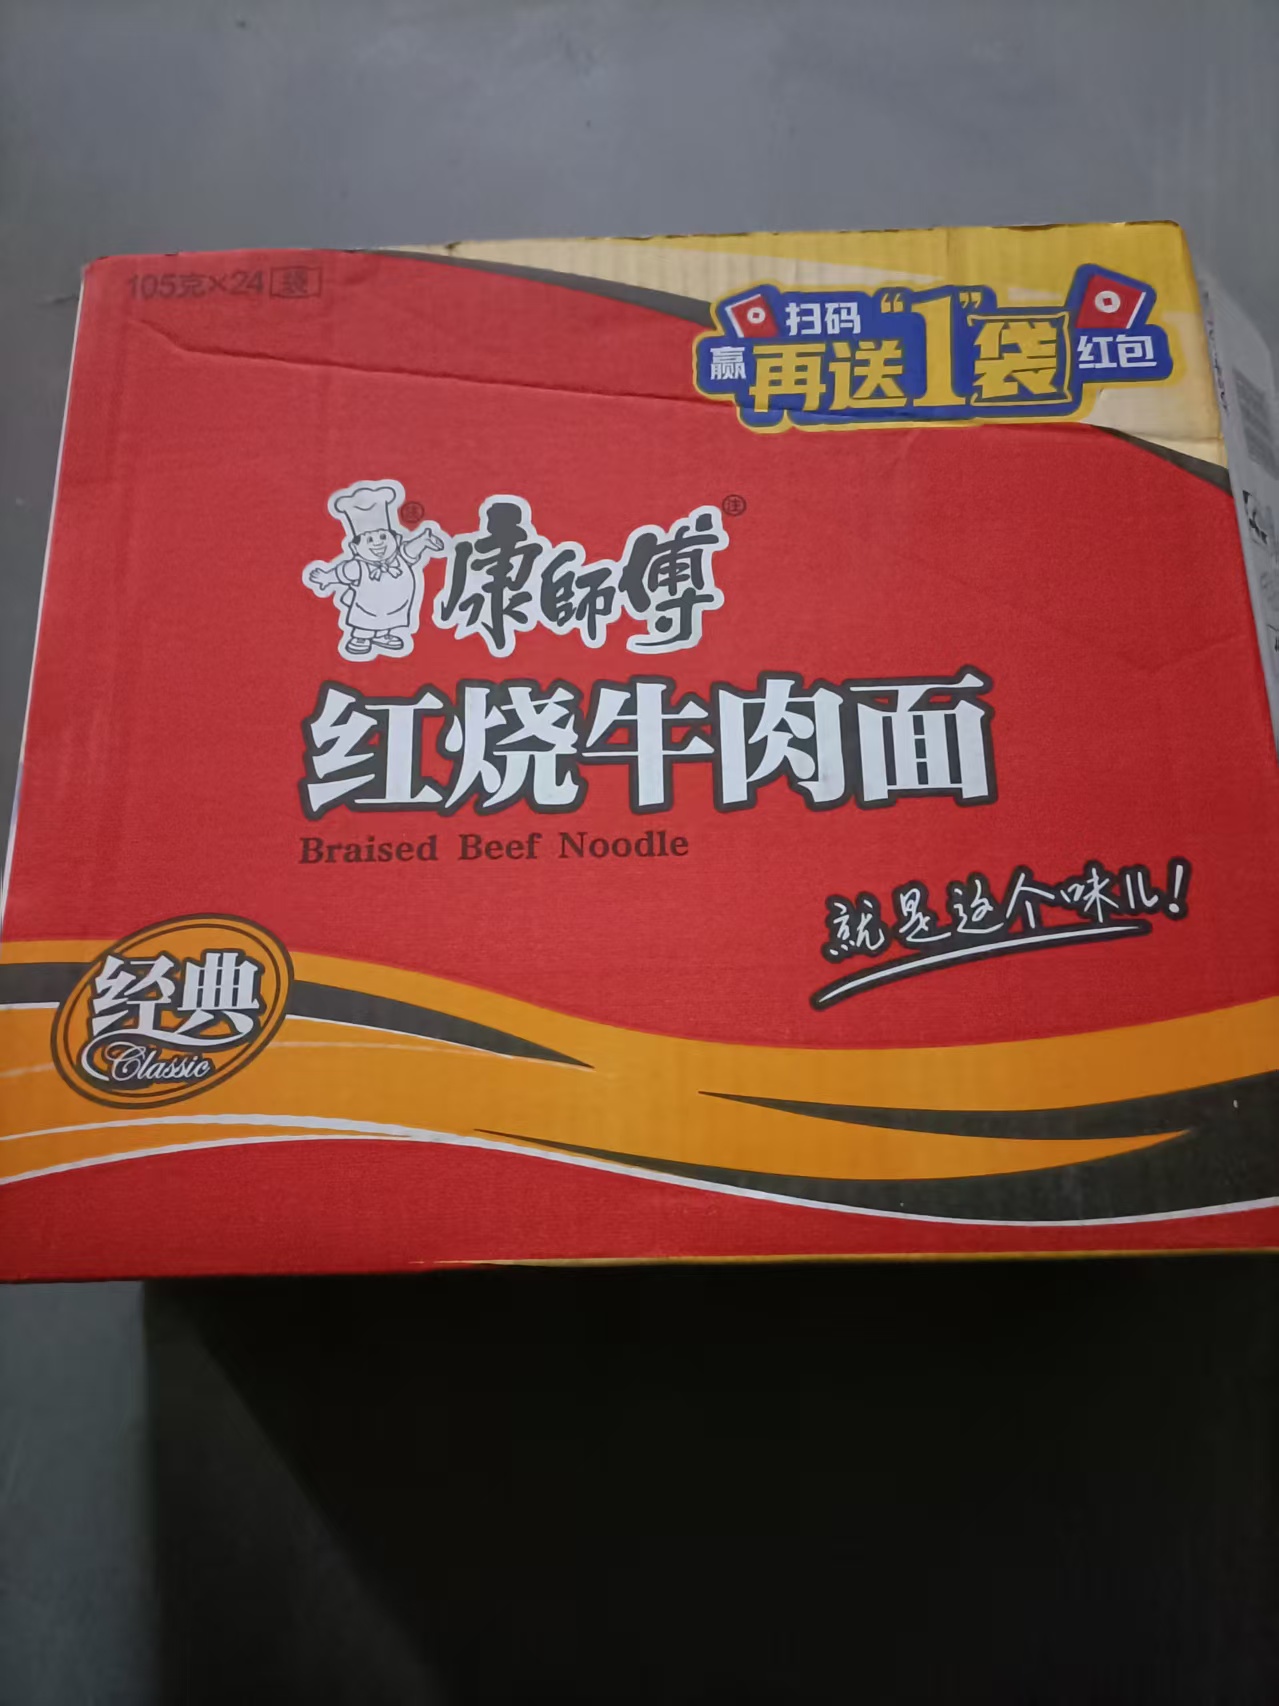 105克×24袋
扫码
赢再送“1”袋红包
康師傅
红烧牛肉面
Braised Beef Noodle
就是这个味儿!
经典
Classic